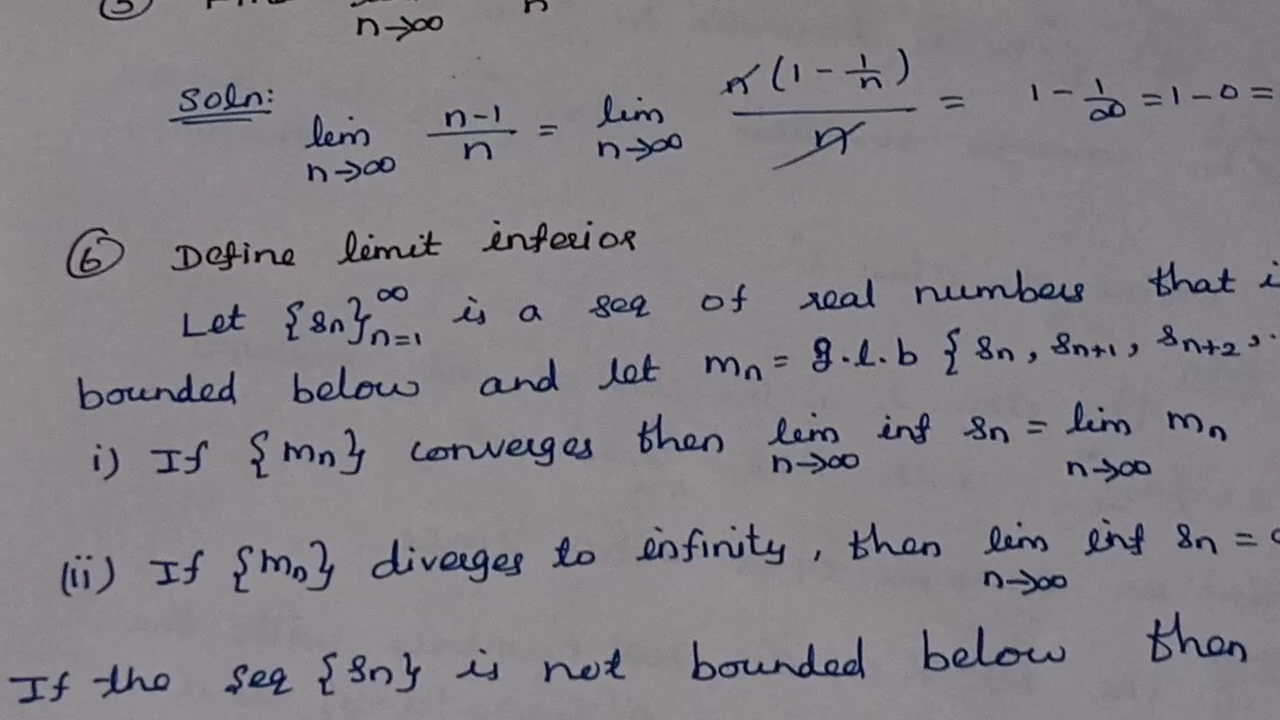 ⑤ n
n→∞
Soln: lim n→∞ (n-1)/n = lim n→∞ n(1 - 1/n)/n = 1 - 1/∞ = 1 - 0 =
⑥ Define limit inferior
Let {sn}∞n=1 is a seq of real numbers that
bounded below and let mn = g.l.b {sn, sn+1, sn+2,
i) If {mn} converges then lim n→∞ inf sn = lim n→∞ mn
(ii) If {mn} diverges to infinity, then lim n→∞ inf sn =
If the seq {sn} is not bounded below then